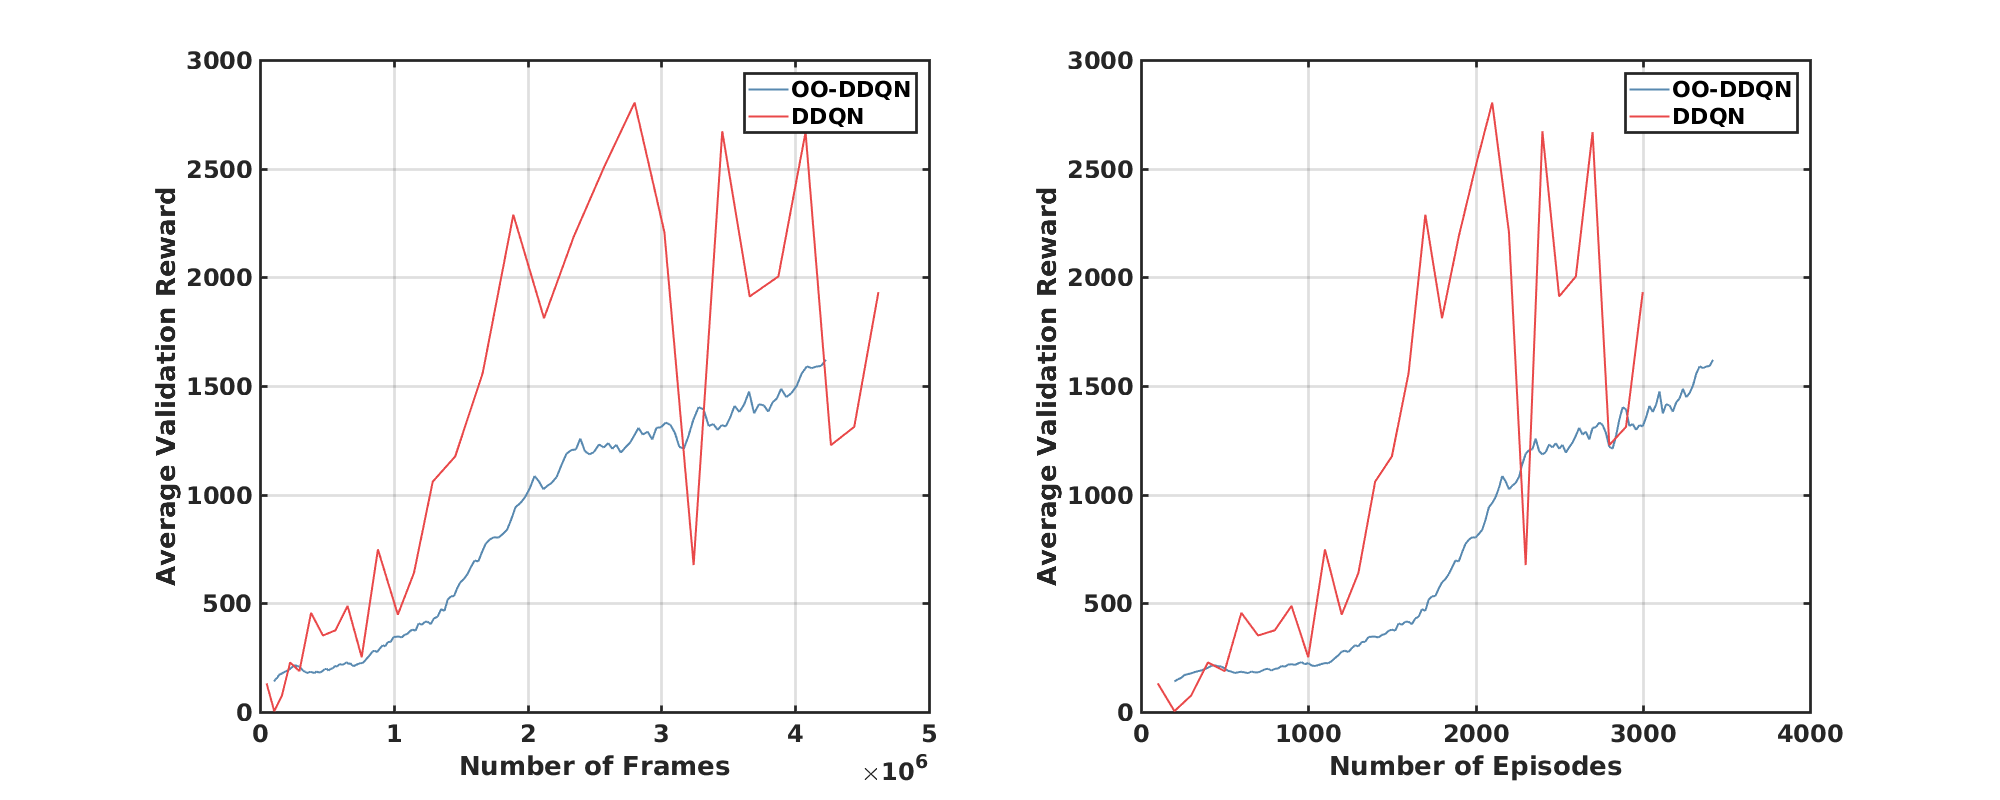 3000
2500
2000
1500
1000
500
0
Average Validation Reward
0 1 2 3 4 5
Number of Frames
×10⁶
OO-DDQN
DDQN
3000
2500
2000
1500
1000
500
0
Average Validation Reward
0 1000 2000 3000 4000
Number of Episodes
OO-DDQN
DDQN